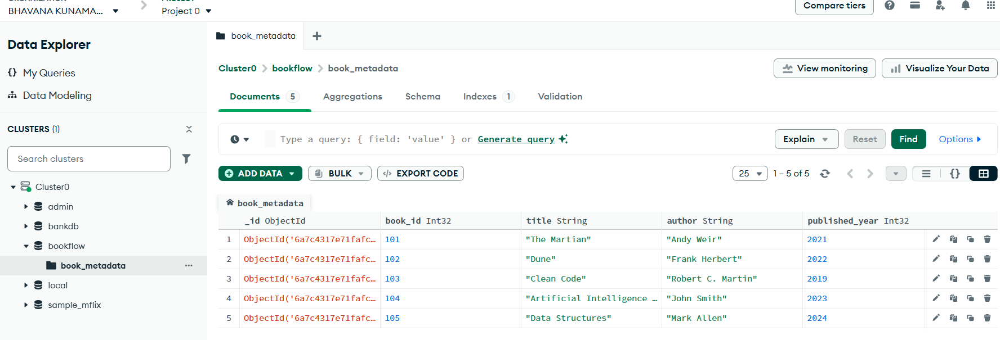 BHAVANA KUNAMA...
Project 0
Compare tiers
Data Explorer
My Queries
Data Modeling
CLUSTERS (1)
Search clusters
Cluster0
admin
bankdb
bookflow
book_metadata
local
sample_mflix
book_metadata
Cluster0 > bookflow > book_metadata
View monitoring
Visualize Your Data
Documents 5 Aggregations Schema Indexes 1 Validation
Type a query: { field: 'value' } or Generate query
Explain Reset Find Options
ADD DATA BULK EXPORT CODE
25 1 – 5 of 5
book_metadata
_id ObjectId book_id Int32 title String author String published_year Int32
1 ObjectId('6a7c4317e71fafc… 101 "The Martian" "Andy Weir" 2021
2 ObjectId('6a7c4317e71fafc… 102 "Dune" "Frank Herbert" 2022
3 ObjectId('6a7c4317e71fafc… 103 "Clean Code" "Robert C. Martin" 2019
4 ObjectId('6a7c4317e71fafc… 104 "Artificial Intelligence … "John Smith" 2023
5 ObjectId('6a7c4317e71fafc… 105 "Data Structures" "Mark Allen" 2024